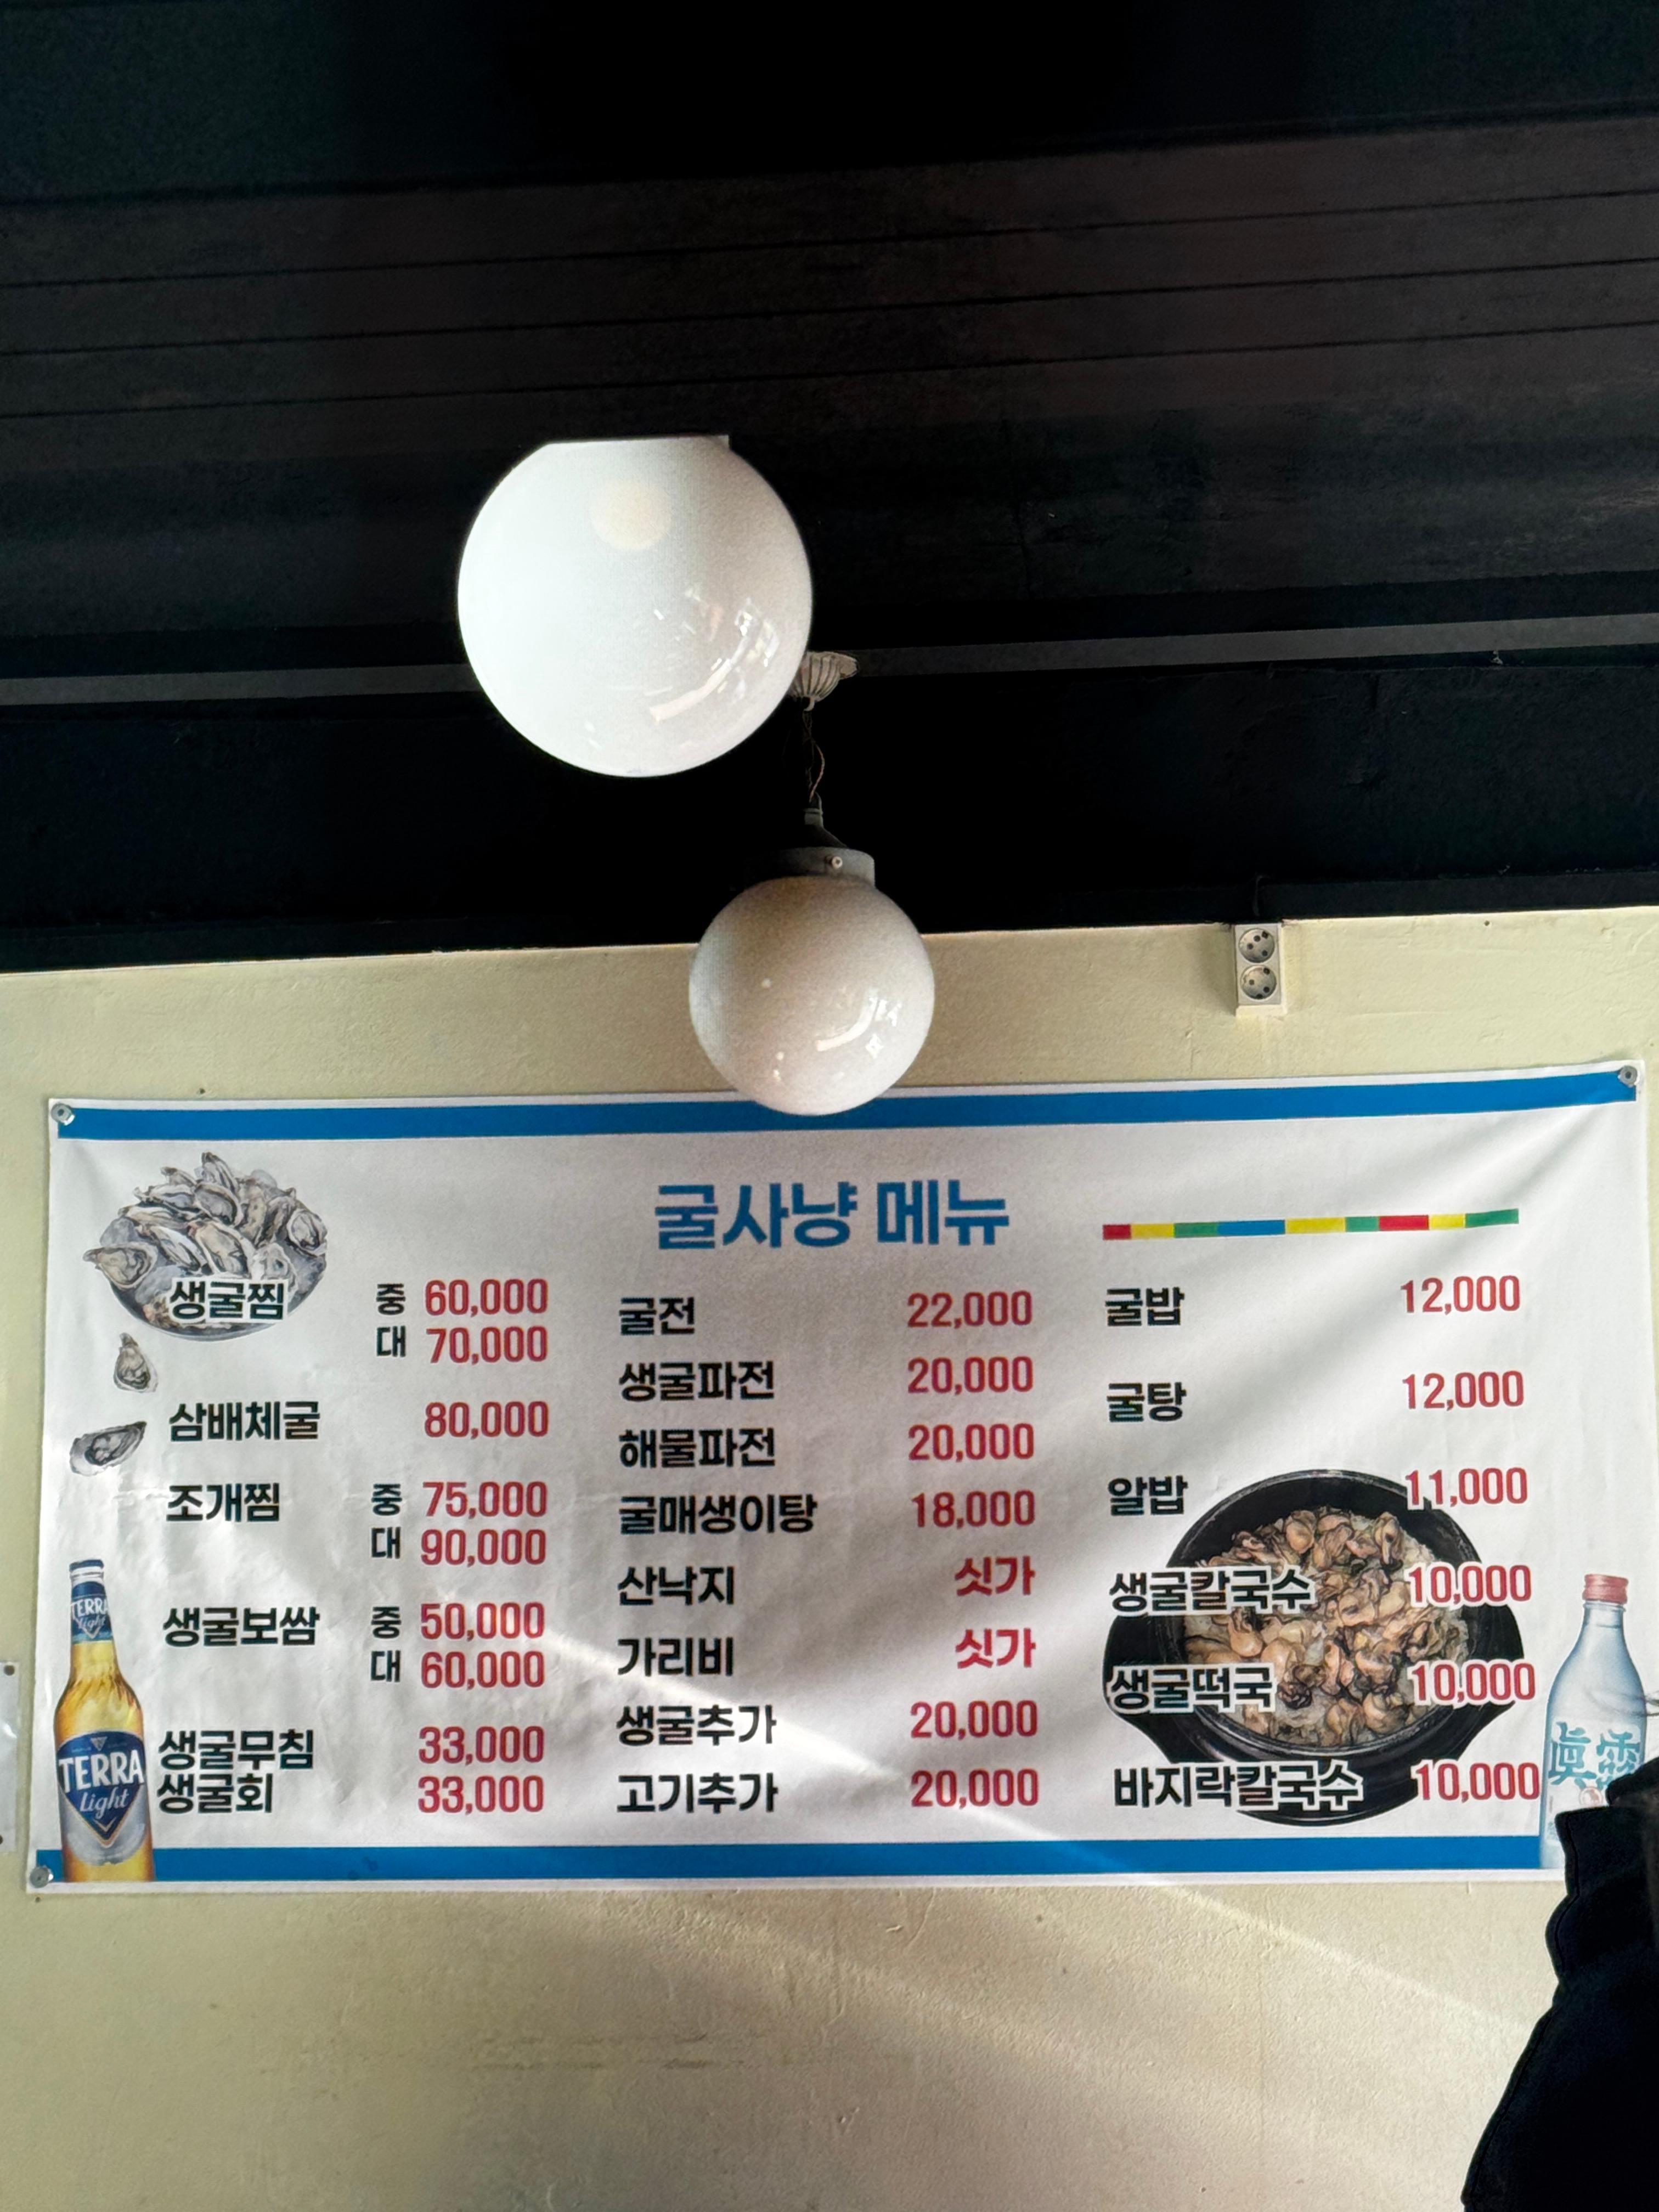 굴사냥 메뉴
생굴찜 중 60,000
대 70,000
삼배체굴 80,000
조개찜 중 75,000
대 90,000
생굴보쌈 중 50,000
대 60,000
생굴무침 33,000
생굴회 33,000
굴전 22,000
생굴파전 20,000
해물파전 20,000
굴매생이탕 18,000
산낙지 싯가
가리비 싯가
생굴추가 20,000
고기추가 20,000
굴밥 12,000
굴탕 12,000
알밥 11,000
생굴칼국수 10,000
생굴떡국 10,000
바지락칼국수 10,000
TERRA
Light
TERRA
Light
眞露